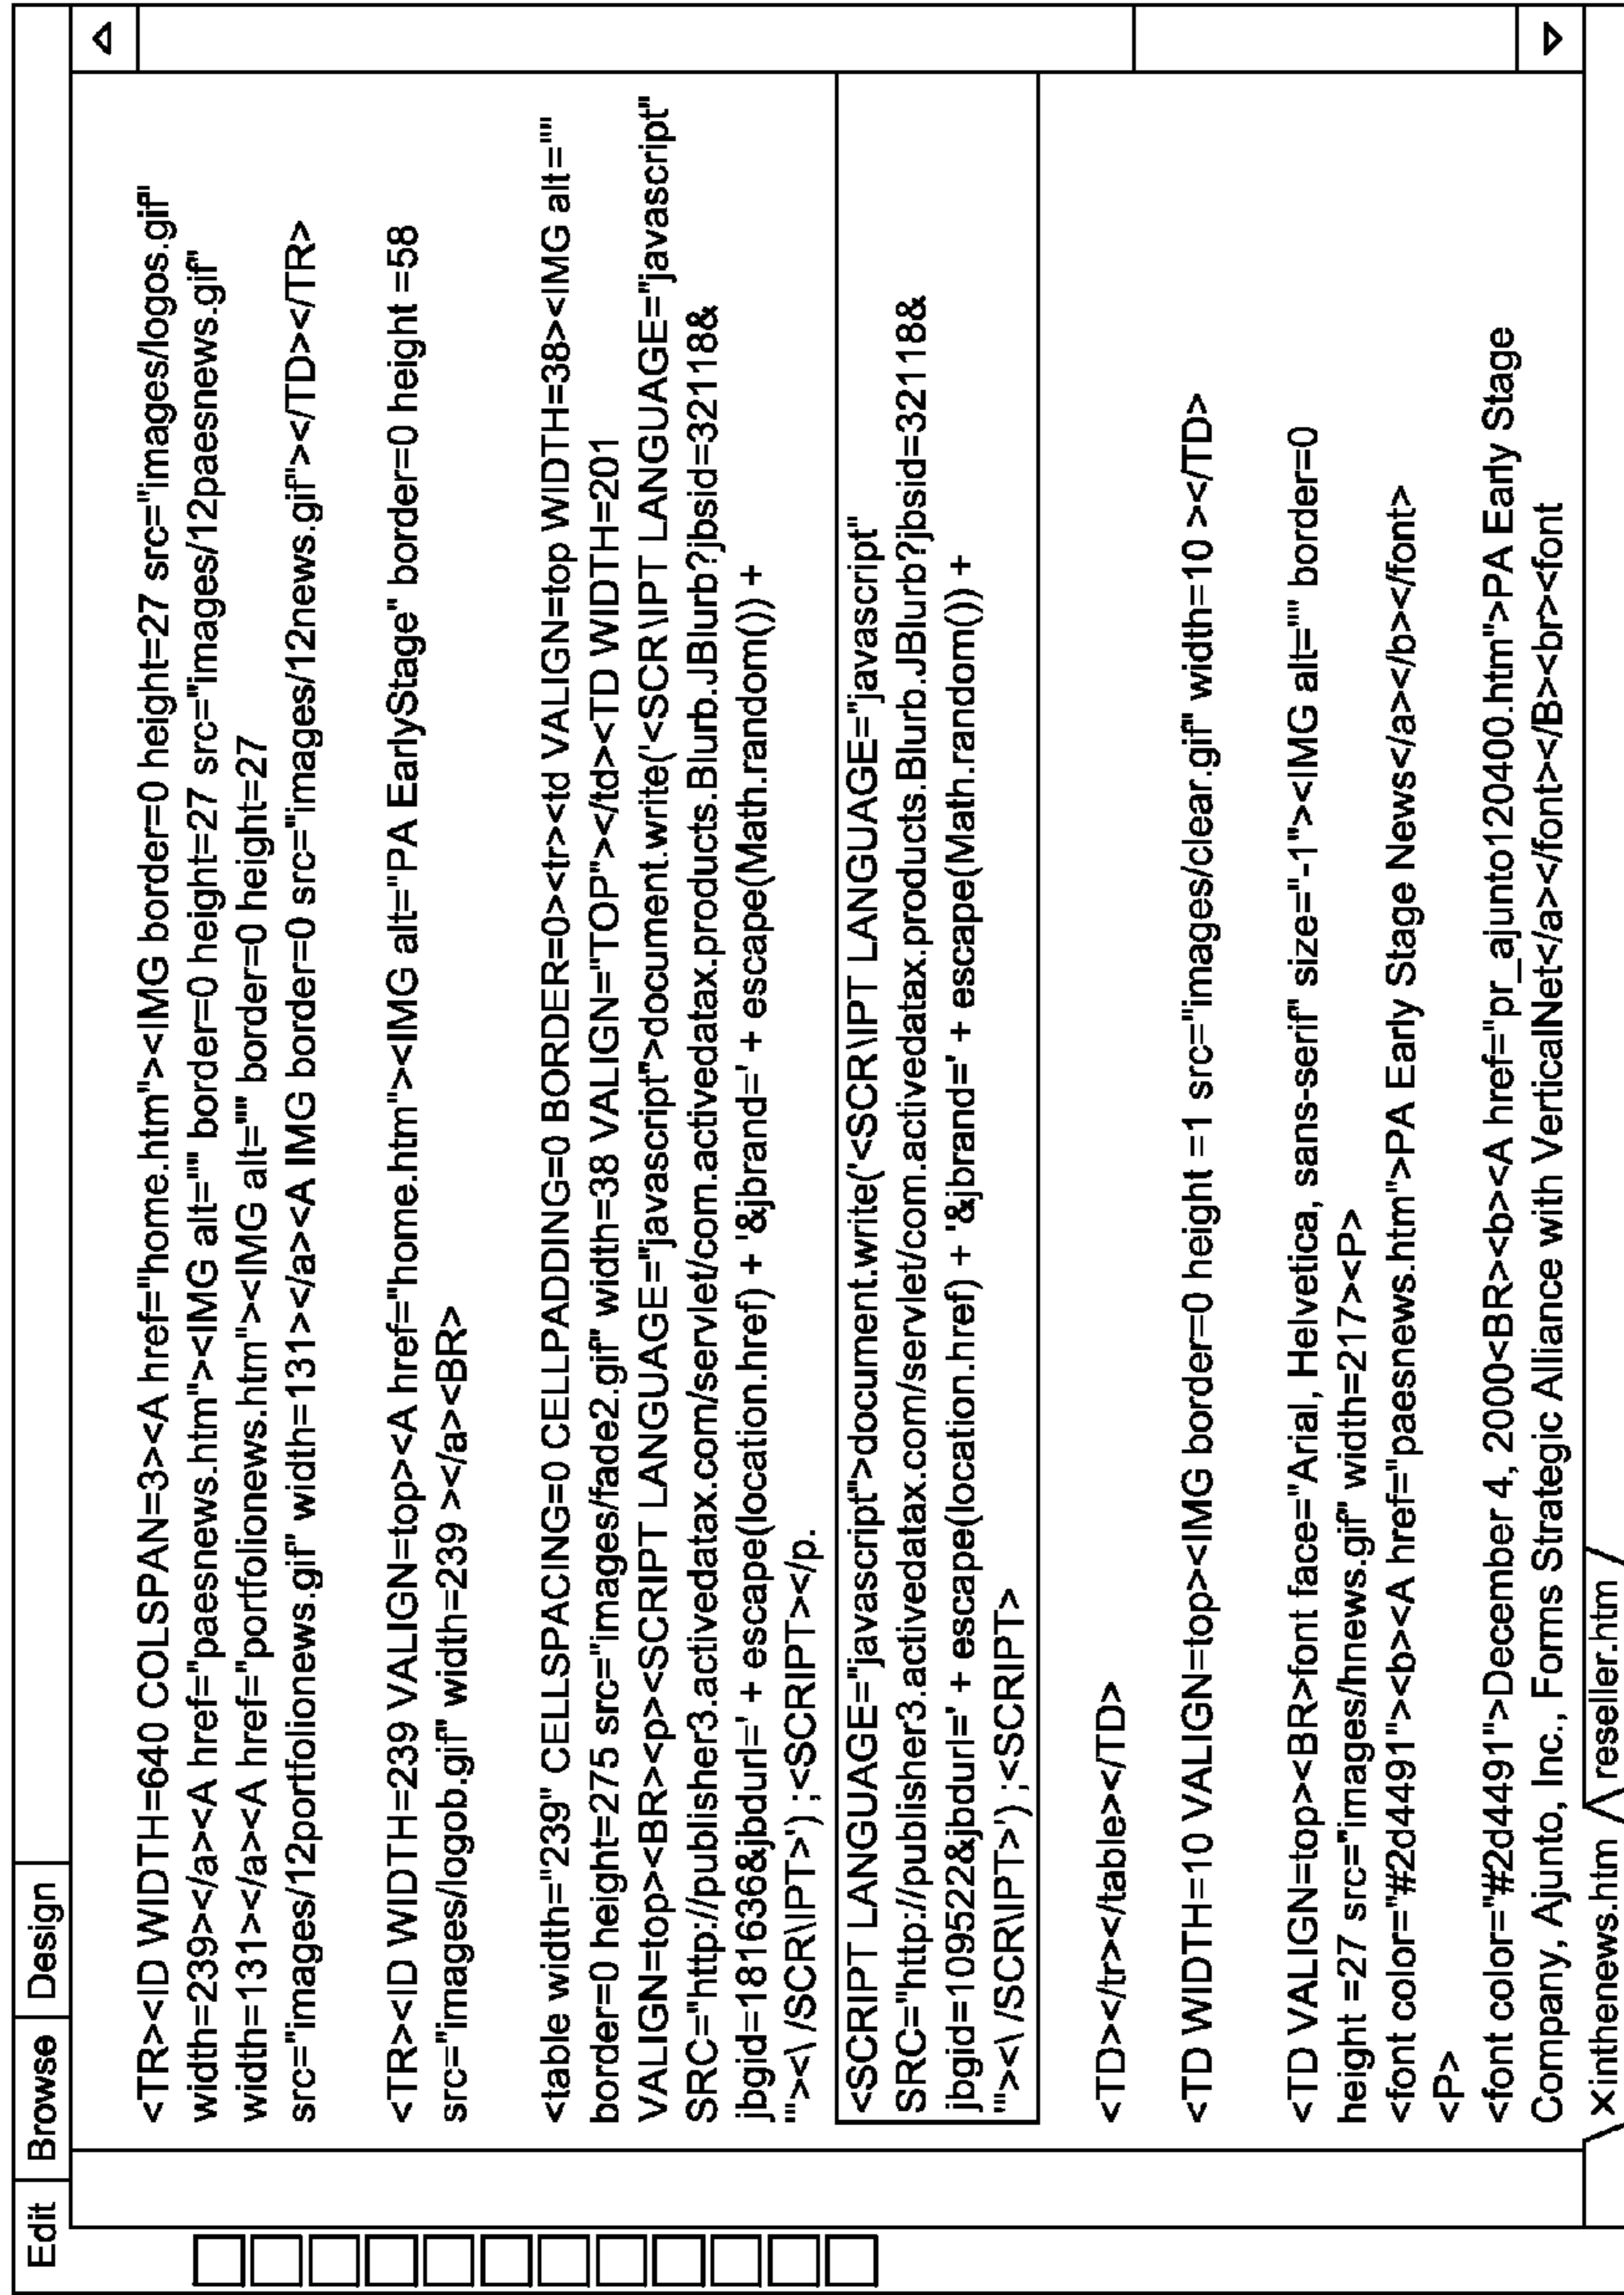 Edit Browse Design
<TR><ID WIDTH=640 COLSPAN=3><A href="home.htm"><IMG border=0 height=27 src="images/logos.gif"
width=239></a><A href="paesnews.htm"><IMG alt="" border=0 height=27 src="images/12paesnews.gif"
width=131></a><A href="portfolionews.htm"><IMG alt="" border=0 height=27
src="images/12portfolionews.gif" width=131></a><A IMG border=0 src="images/12news.gif"></TD></TR>
<TR><ID WIDTH=239 VALIGN=top><A href="home.htm"><IMG alt="PA EarlyStage" border=0 height =58
src="images/logob.gif" width=239 ></a><BR>
<table width="239" CELLSPACING=0 CELLPADDING=0 BORDER=0><tr><td VALIGN=top WIDTH=38><IMG alt=""
border=0 height=275 src="images/fade2.gif" width=38 VALIGN="TOP"></td><TD WIDTH=201
VALIGN=top><BR><p><SCRIPT LANGUAGE="javascript">document.write('<SCR\IPT LANGUAGE="javascript"
SRC="http://publisher3.activedatax.com/servlet/com.activedatax.products.Blurb.JBlurb?jbsid=32118&
jbgid=181636&jbdurl=' + escape(location.href) + '&jbrand=' + escape(Math.random()) +
'"><\ /SCR\IPT>') ;<SCRIPT></p.
<SCRIPT LANGUAGE="javascript">document.write('<SCR\IPT LANGUAGE="javascript"
SRC="http://publisher3.activedatax.com/servlet/com.activedatax.products.Blurb.JBlurb?jbsid=32118&
jbgid=109522&jbdurl=' + escape(location.href) + '&jbrand=' + escape(Math.random()) +
'"><\ /SCR\IPT>') ;<SCRIPT>
<TD></tr></table></TD>
<TD WIDTH=10 VALIGN=top><IMG border=0 height =1 src="images/clear.gif" width=10 ></TD>
<TD VALIGN=top><BR>font face="Arial, Helvetica, sans-serif" size="-1"><IMG alt="" border=0
height =27 src="images/hnews.gif" width=217><P>
<font color="#2d4491"><b><A href="paesnews.htm">PA Early Stage News</a></b></font>
<P>
<font color="#2d4491">December 4, 2000<BR><b><A href="pr_ajunto120400.htm">PA Early Stage
Company, Ajunto, Inc., Foms Strategic Alliance with VerticalNet</a></font></B><br><font
Xinthenews.htm reseller.htm